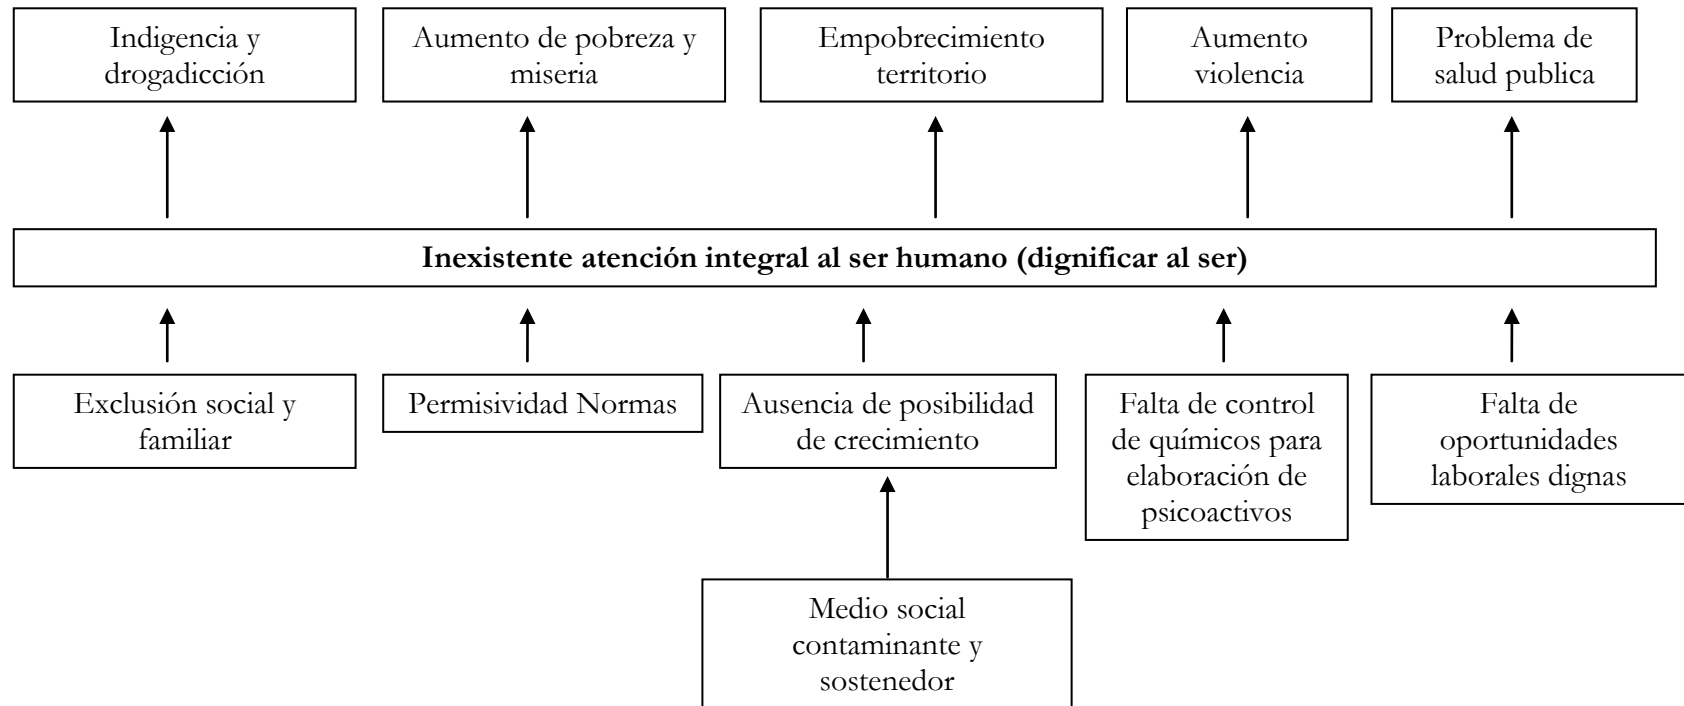 Indigencia y
drogadicción
Aumento de pobreza y
miseria
Empobrecimiento
territorio
Aumento
violencia
Problema de
salud publica
Inexistente atención integral al ser humano (dignificar al ser)
Exclusión social y
familiar
Permisividad Normas
Ausencia de posibilidad
de crecimiento
Falta de control
de químicos para
elaboración de
psicoactivos
Falta de
oportunidades
laborales dignas
Medio social
contaminante y
sostenedor